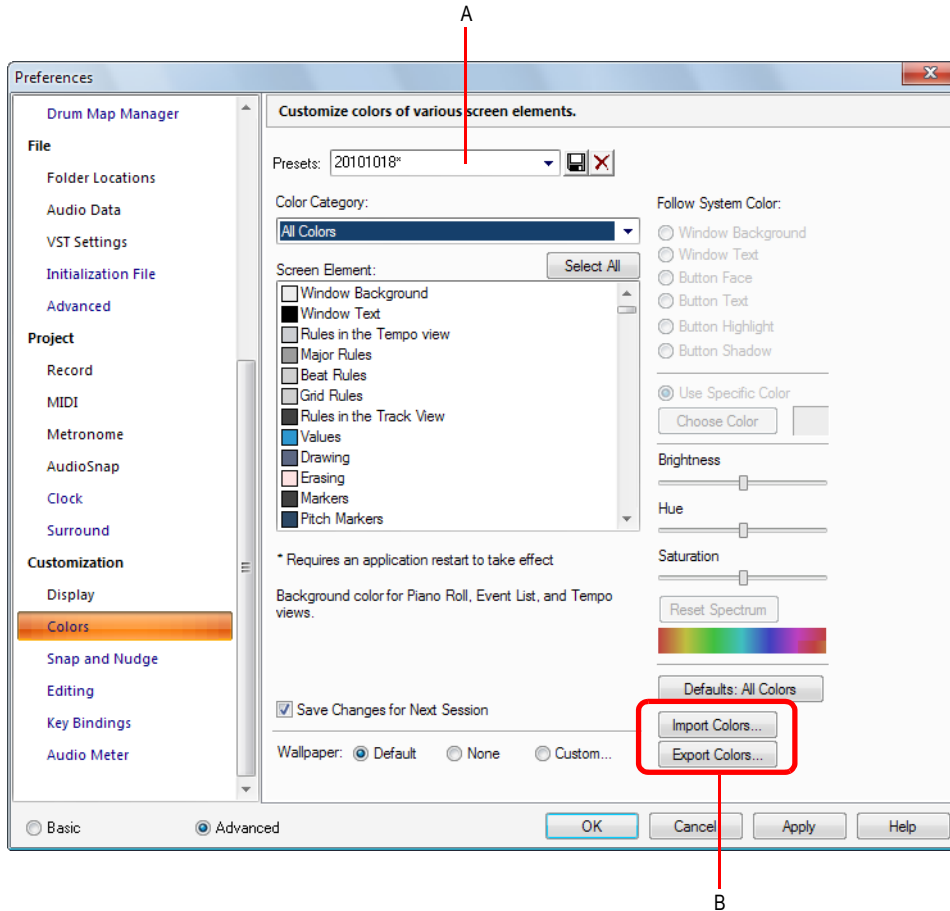 A
Preferences
X
Drum Map Manager
File
Folder Locations
Audio Data
VST Settings
Initialization File
Advanced
Project
Record
MIDI
Metronome
AudioSnap
Clock
Surround
Customization
Display
Colors
Snap and Nudge
Editing
Key Bindings
Audio Meter
Basic
Advanced
Customize colors of various screen elements.
Presets: 20101018*
Color Category:
All Colors
Screen Element:
Select All
Window Background
Window Text
Rules in the Tempo view
Major Rules
Beat Rules
Grid Rules
Rules in the Track View
Values
Drawing
Erasing
Markers
Pitch Markers
* Requires an application restart to take effect
Background color for Piano Roll, Event List, and Tempo
views.
Save Changes for Next Session
Wallpaper: Default None Custom...
Follow System Color:
Window Background
Window Text
Button Face
Button Text
Button Highlight
Button Shadow
Use Specific Color
Choose Color
Brightness
Hue
Saturation
Reset Spectrum
Defaults: All Colors
Import Colors...
Export Colors...
OK
Cancel
Apply
Help
B